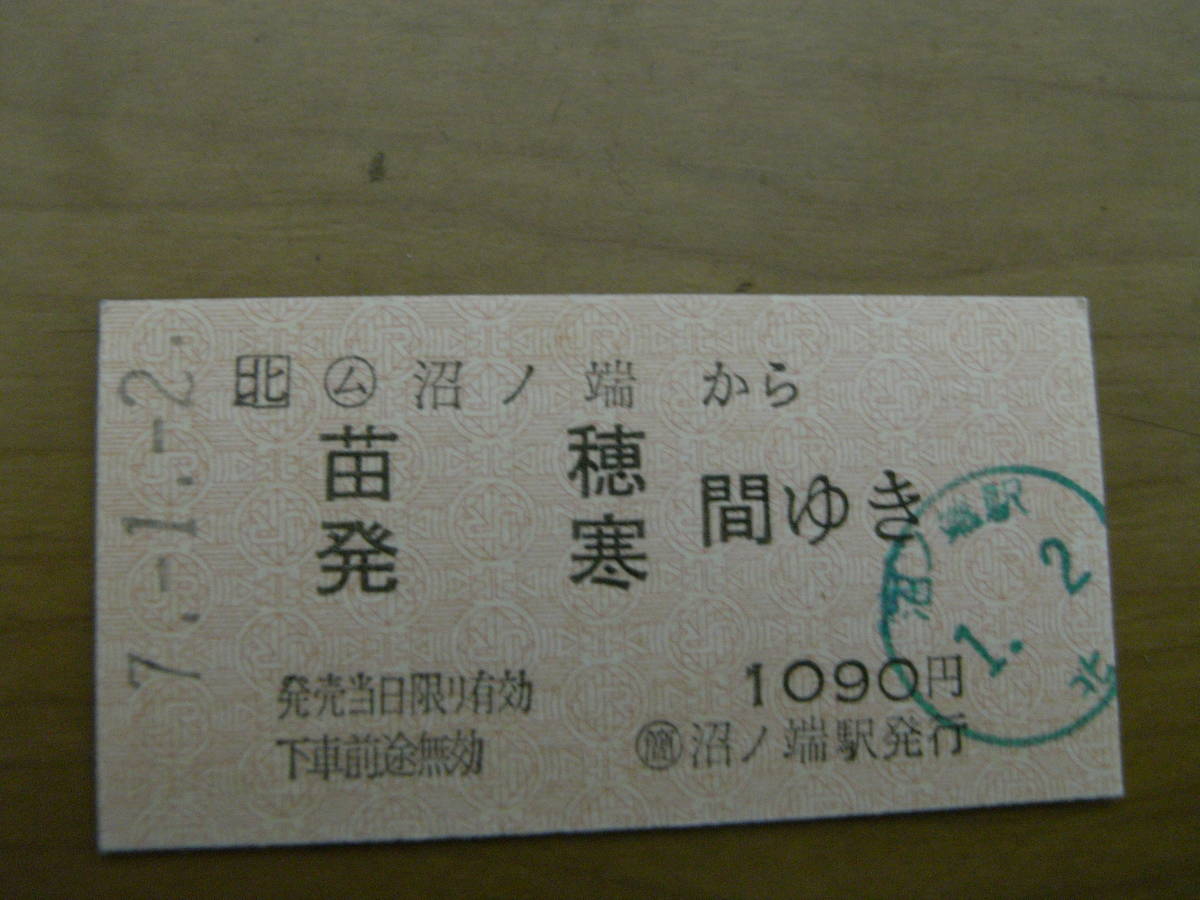 7.-1.-2.
北 ム 沼ノ端 から
苗穂
発寒
間ゆき
発売当日限り有効
下車前途無効
1090円
簡 沼ノ端駅発行
沼ノ端駅
1. 2
北